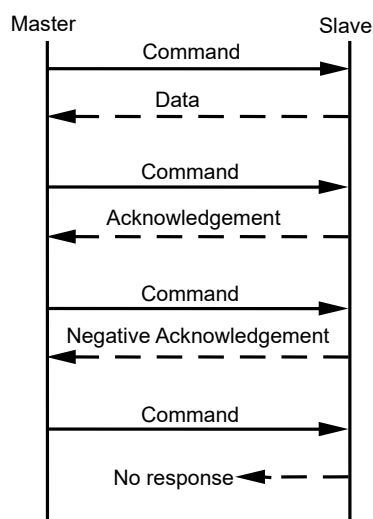 Master Slave
Command
Data
Command
Acknowledgement
Command
Negative Acknowledgement
Command
No response